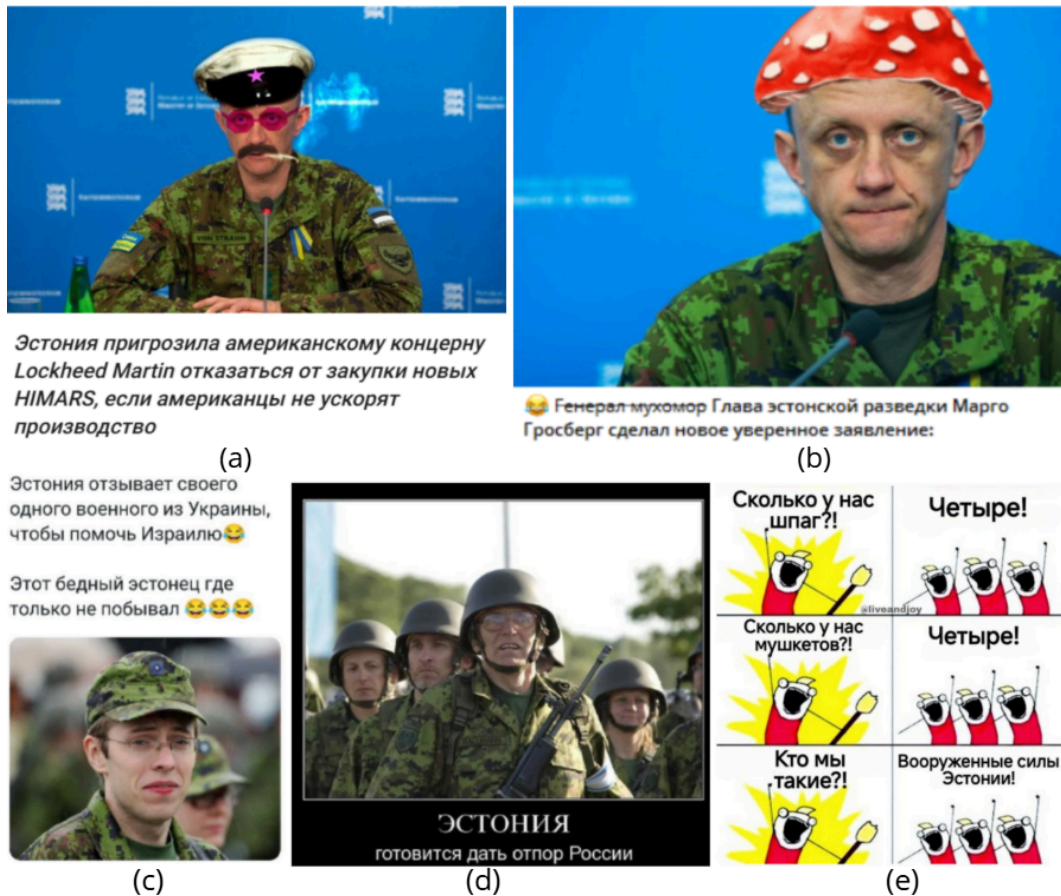 VON STRAHN
Эстония пригрозила американскому концерну
Lockheed Martin отказаться от закупки новых
HIMARS, если американцы не ускорят
производство
(a)
😂 Генерал мухомор Глава эстонской разведки Марго
Гросберг сделал новое уверенное заявление:
(b)
Эстония отзывает своего
одного военного из Украины,
чтобы помочь Израилю😂
Этот бедный эстонец где
только не побывал 😂😂😂
(c)
ЭСТОНИЯ
готовится дать отпор России
(d)
Сколько у нас
шпаг?!
Четыре!
@liveandjoy
Сколько у нас
мушкетов?!
Четыре!
Кто мы
такие?!
Вооруженные силы
Эстонии!
(e)